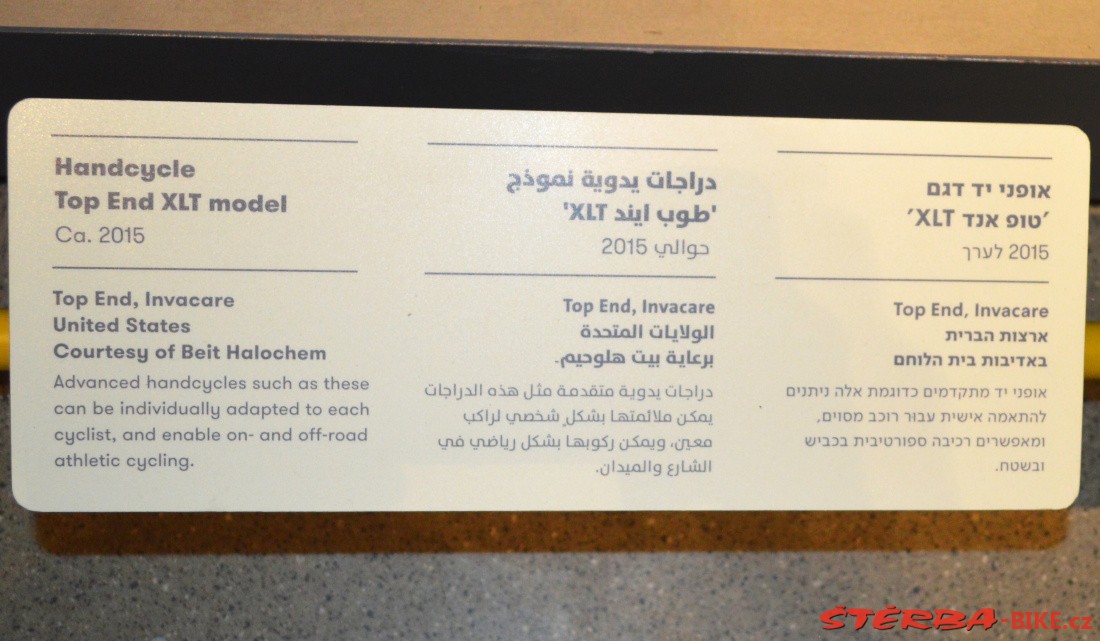 Handcycle
Top End XLT model
Ca. 2015
Top End, Invacare
United States
Courtesy of Beit Halochem
Advanced handcycles such as these
can be individually adapted to each
cyclist, and enable on- and off-road
athletic cycling.
دراجات يدوية نموذج
'طوب ايند XLT'
حوالي 2015
Top End, Invacare
الولايات المتحدة
برعاية بيت هلوحيم.
دراجات يدوية متقدمة مثل هذه الدراجات
يمكن ملائمتها بشكل شخصي لراكب
معين، ويمكن ركوبها بشكل رياضي في
الشارع والميدان.
אופני יד דגם
'טופ אנד XLT'
2015 לערך
Top End, Invacare
ארצות הברית
באדיבות בית הלוחם
אופני יד מתקדמים כדוגמת אלה ניתנים
להתאמה אישית עבור רוכב מסוים,
ומאפשרים רכיבה ספורטיבית בכביש
ובשטח.
ŠTĚRBA-BIKE.cz